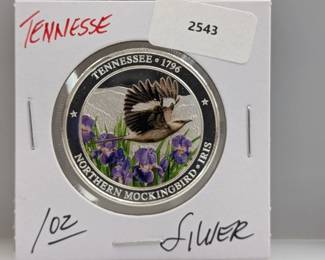 TENNESSE
2543
TENNESSEE • 1796
NORTHERN MOCKINGBIRD • IRIS
1oz
SILVER